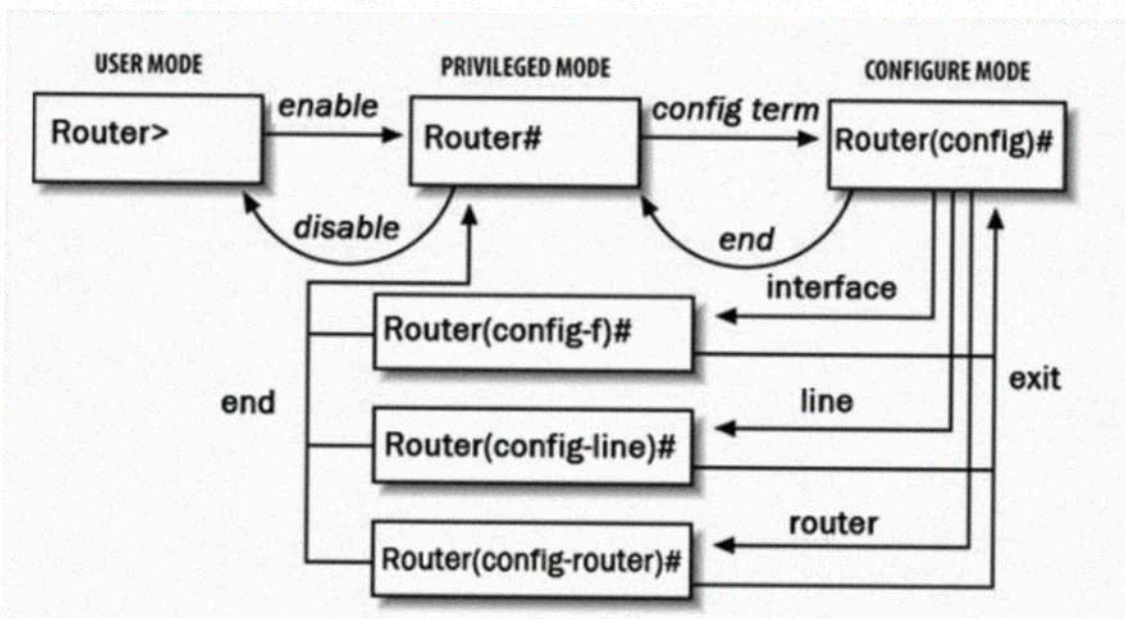 USER MODE
PRIVILEGED MODE
CONFIGURE MODE
Router>
enable
Router#
config term
Router(config)#
disable
end
interface
Router(config-f)#
end
exit
line
Router(config-line)#
router
Router(config-router)#